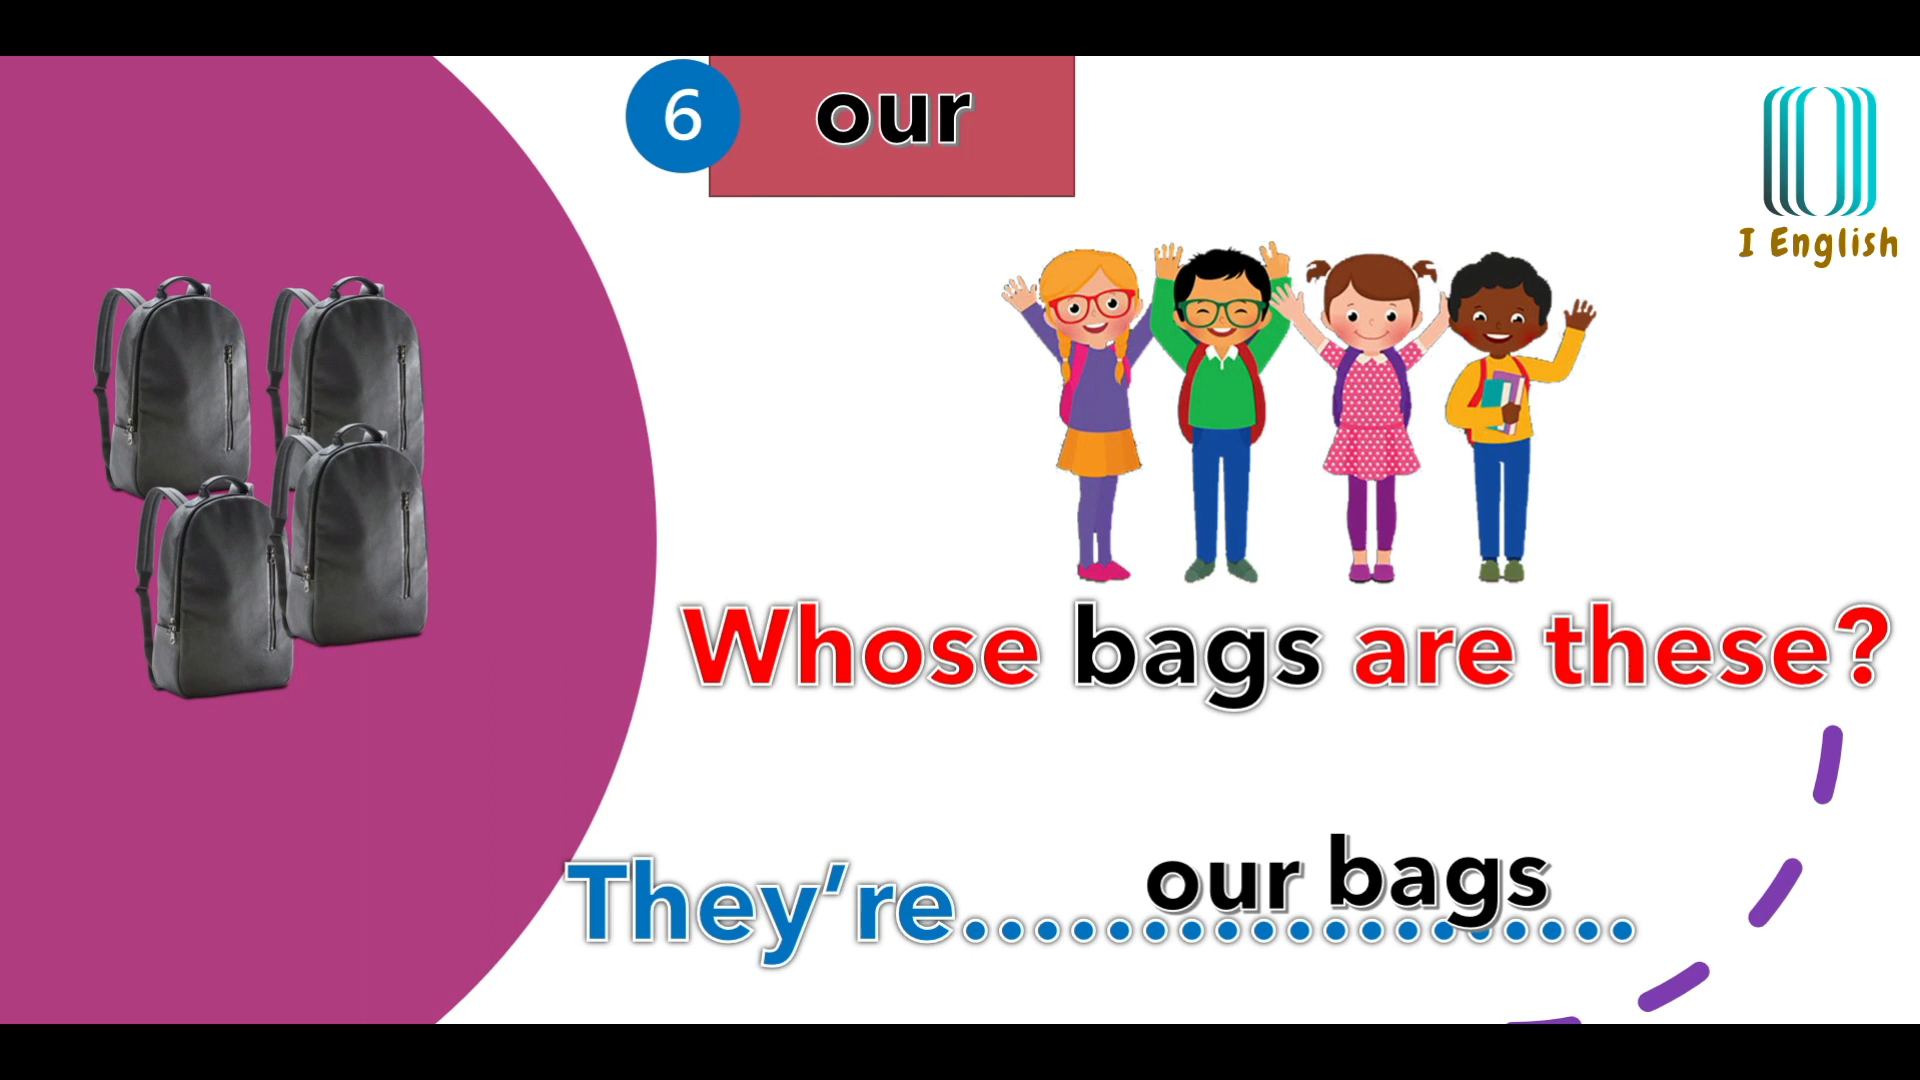 6 our
I English
Whose bags are these?
They’re...................
our bags